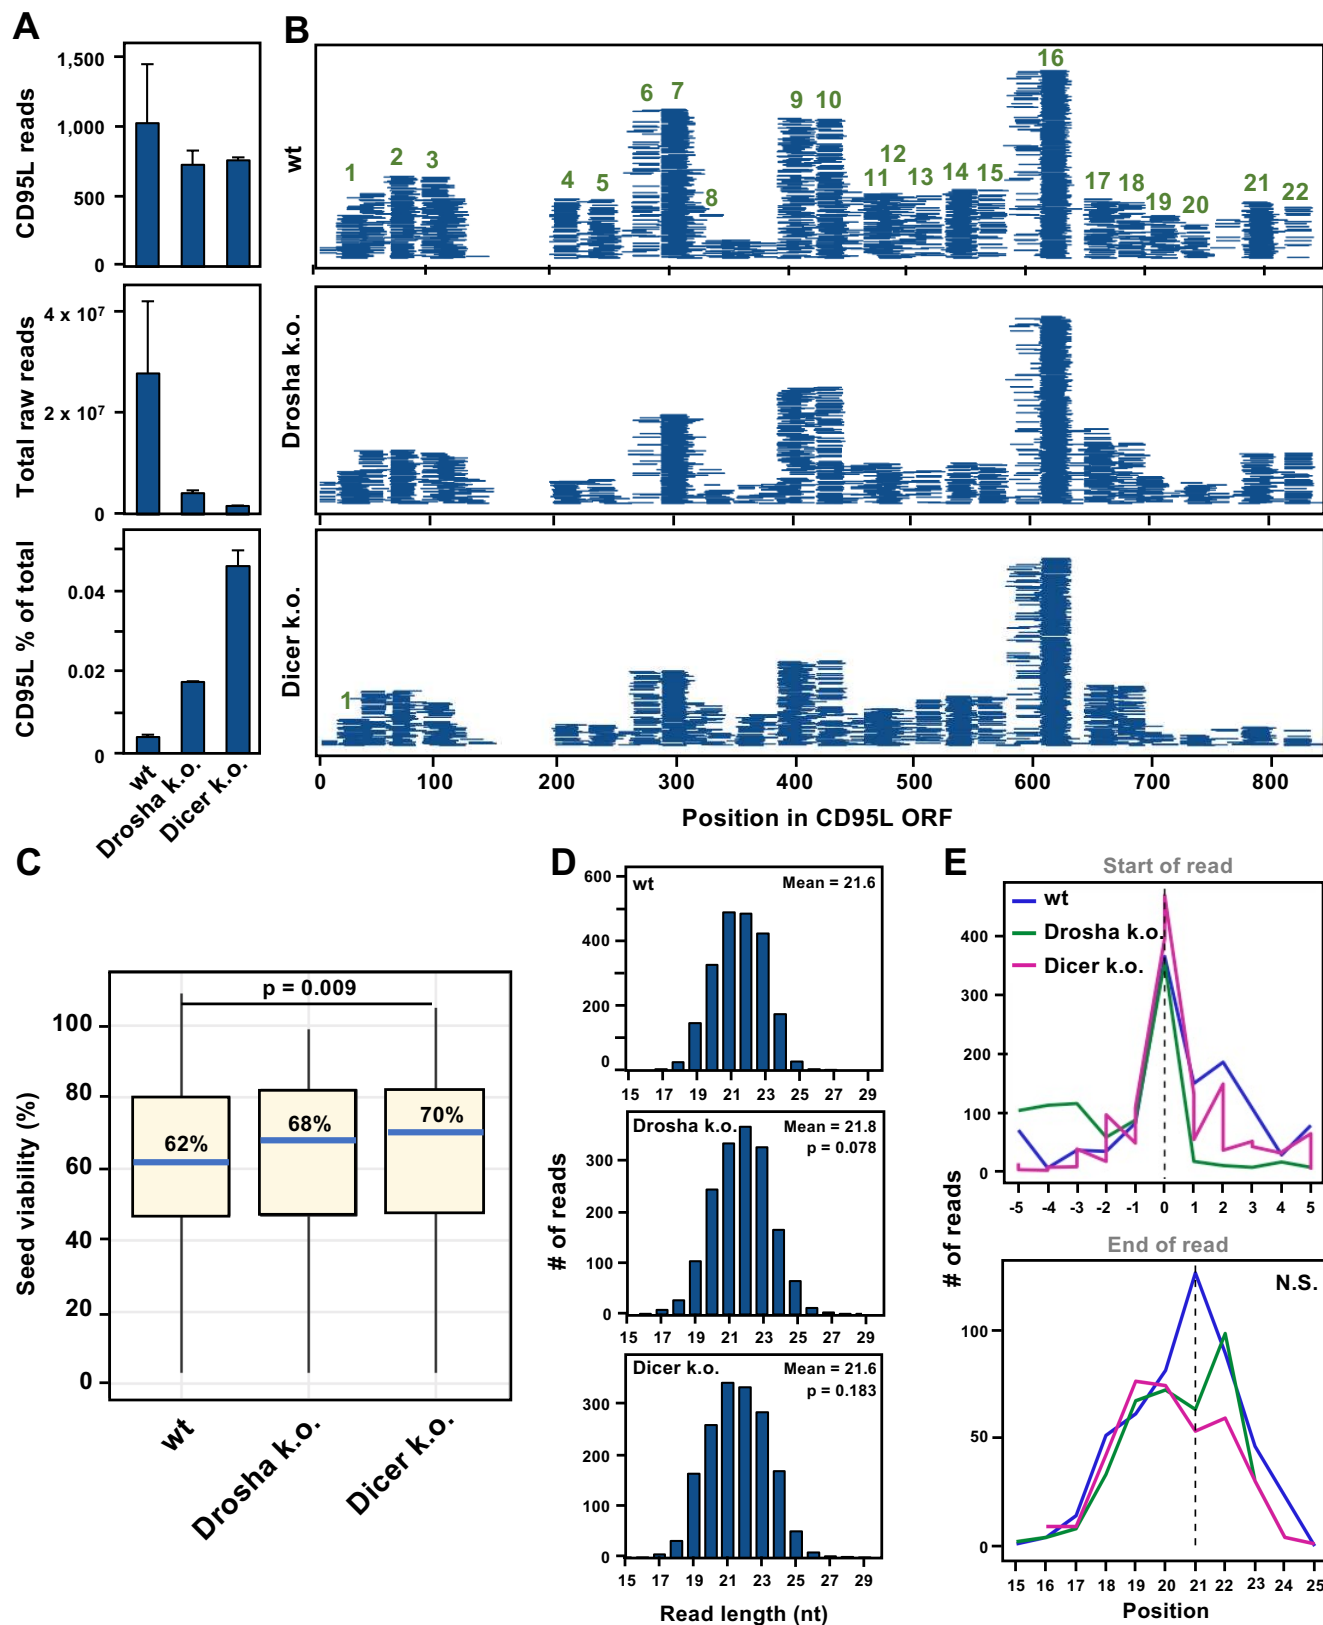 A
CD95L reads
1,500
1,000
500
0
Total raw reads
4 x 10⁷
2 x 10⁷
0
CD95L % of total
0.04
0.02
0
wt
Drosha k.o.
Dicer k.o.
B
wt
1
2
3
4
5
6
7
8
9
10
11
12
13
14
15
16
17
18
19
20
21
22
Drosha k.o.
Dicer k.o.
1
0 100 200 300 400 500 600 700 800
Position in CD95L ORF
C
Seed viability (%)
100
80
60
40
20
0
p = 0.009
62%
68%
70%
wt
Drosha k.o.
Dicer k.o.
D
# of reads
wt
Mean = 21.6
600
400
200
0
15 17 19 21 23 25 27 29
Drosha k.o.
Mean = 21.8
p = 0.078
300
200
100
0
15 17 19 21 23 25 27 29
Dicer k.o.
Mean = 21.6
p = 0.183
300
200
100
0
15 17 19 21 23 25 27 29
Read length (nt)
E
Start of read
wt
Drosha k.o.
Dicer k.o.
400
300
200
100
0
-5 -4 -3 -2 -1 0 1 2 3 4 5
# of reads
End of read
N.S.
100
50
0
15 16 17 18 19 20 21 22 23 24 25
Position